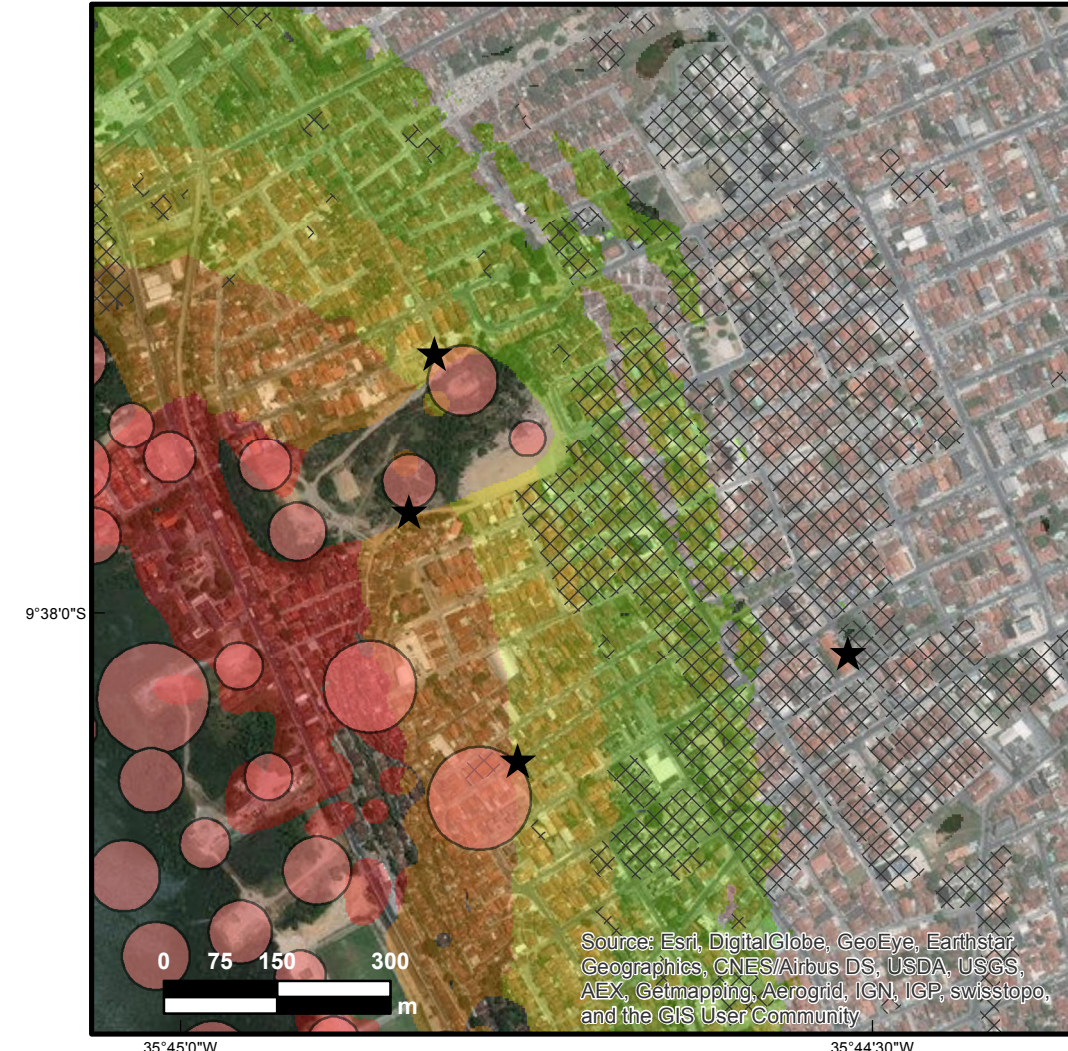 9°38'0"S
0 75 150 300
m
Source: Esri, DigitalGlobe, GeoEye, Earthstar
Geographics, CNES/Airbus DS, USDA, USGS,
AEX, Getmapping, Aerogrid, IGN, IGP, swisstopo,
and the GIS User Community
35°45'0"W 35°44'30"W